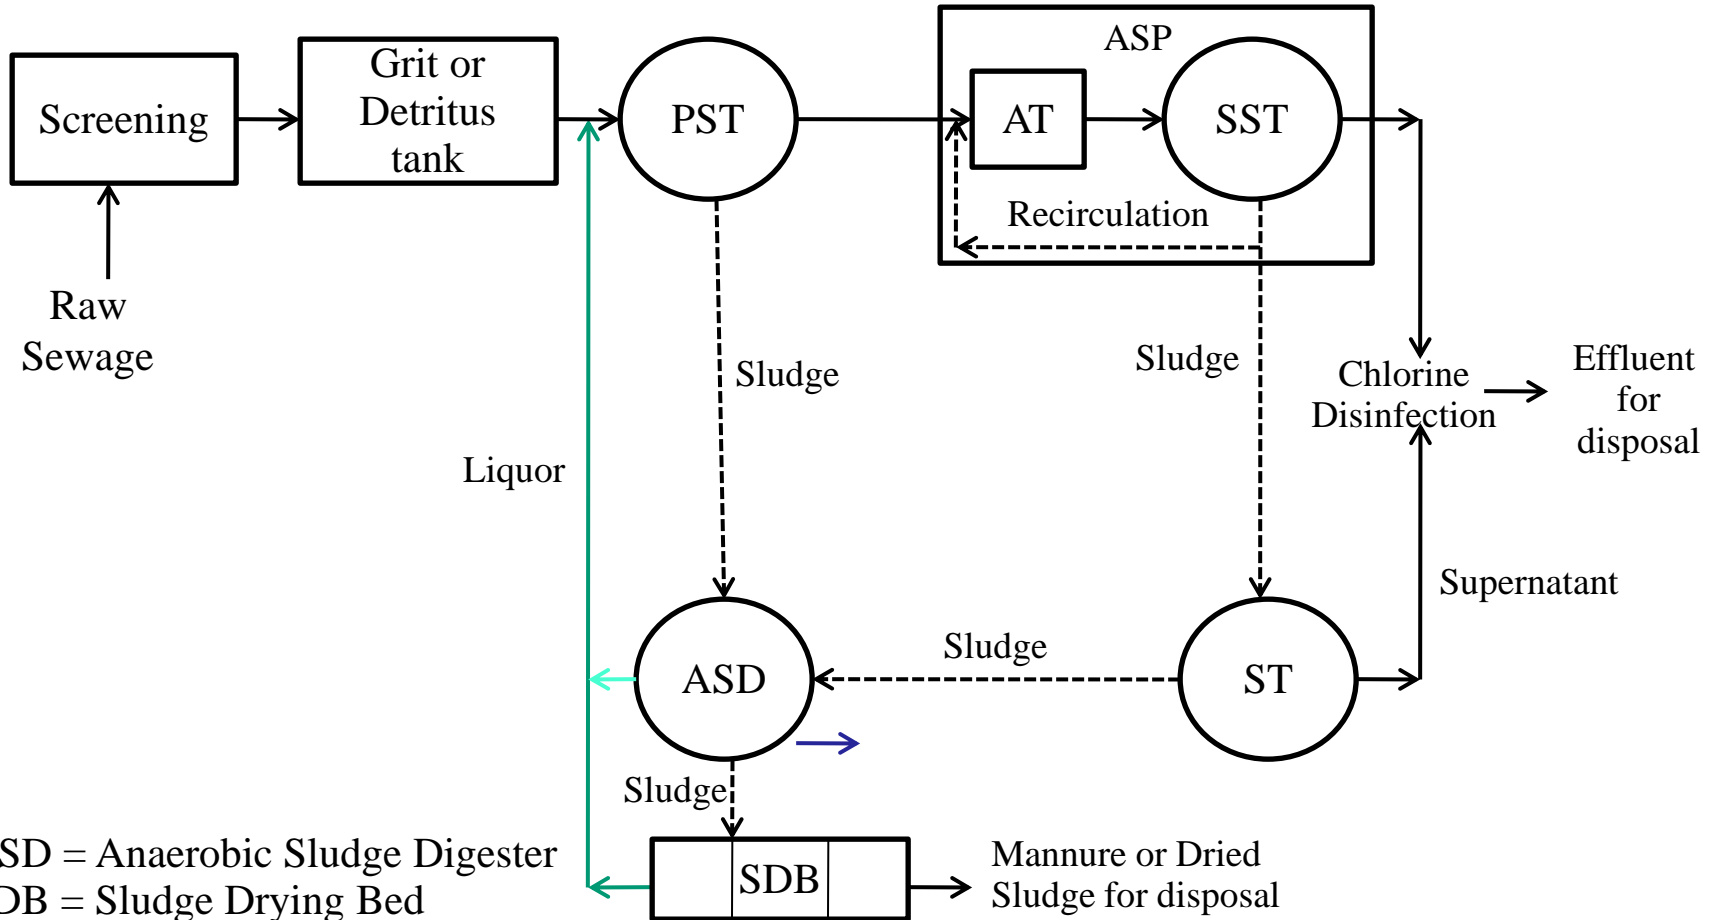 ASP
Grit or
Detritus
tank
Screening
PST
AT
SST
Recirculation
Raw
Sewage
Sludge
Sludge
Chlorine
Disinfection
Effluent
for
disposal
Liquor
Supernatant
Sludge
ASD
ST
Sludge
SD = Anaerobic Sludge Digester
DB = Sludge Drying Bed
SDB
Mannure or Dried
Sludge for disposal